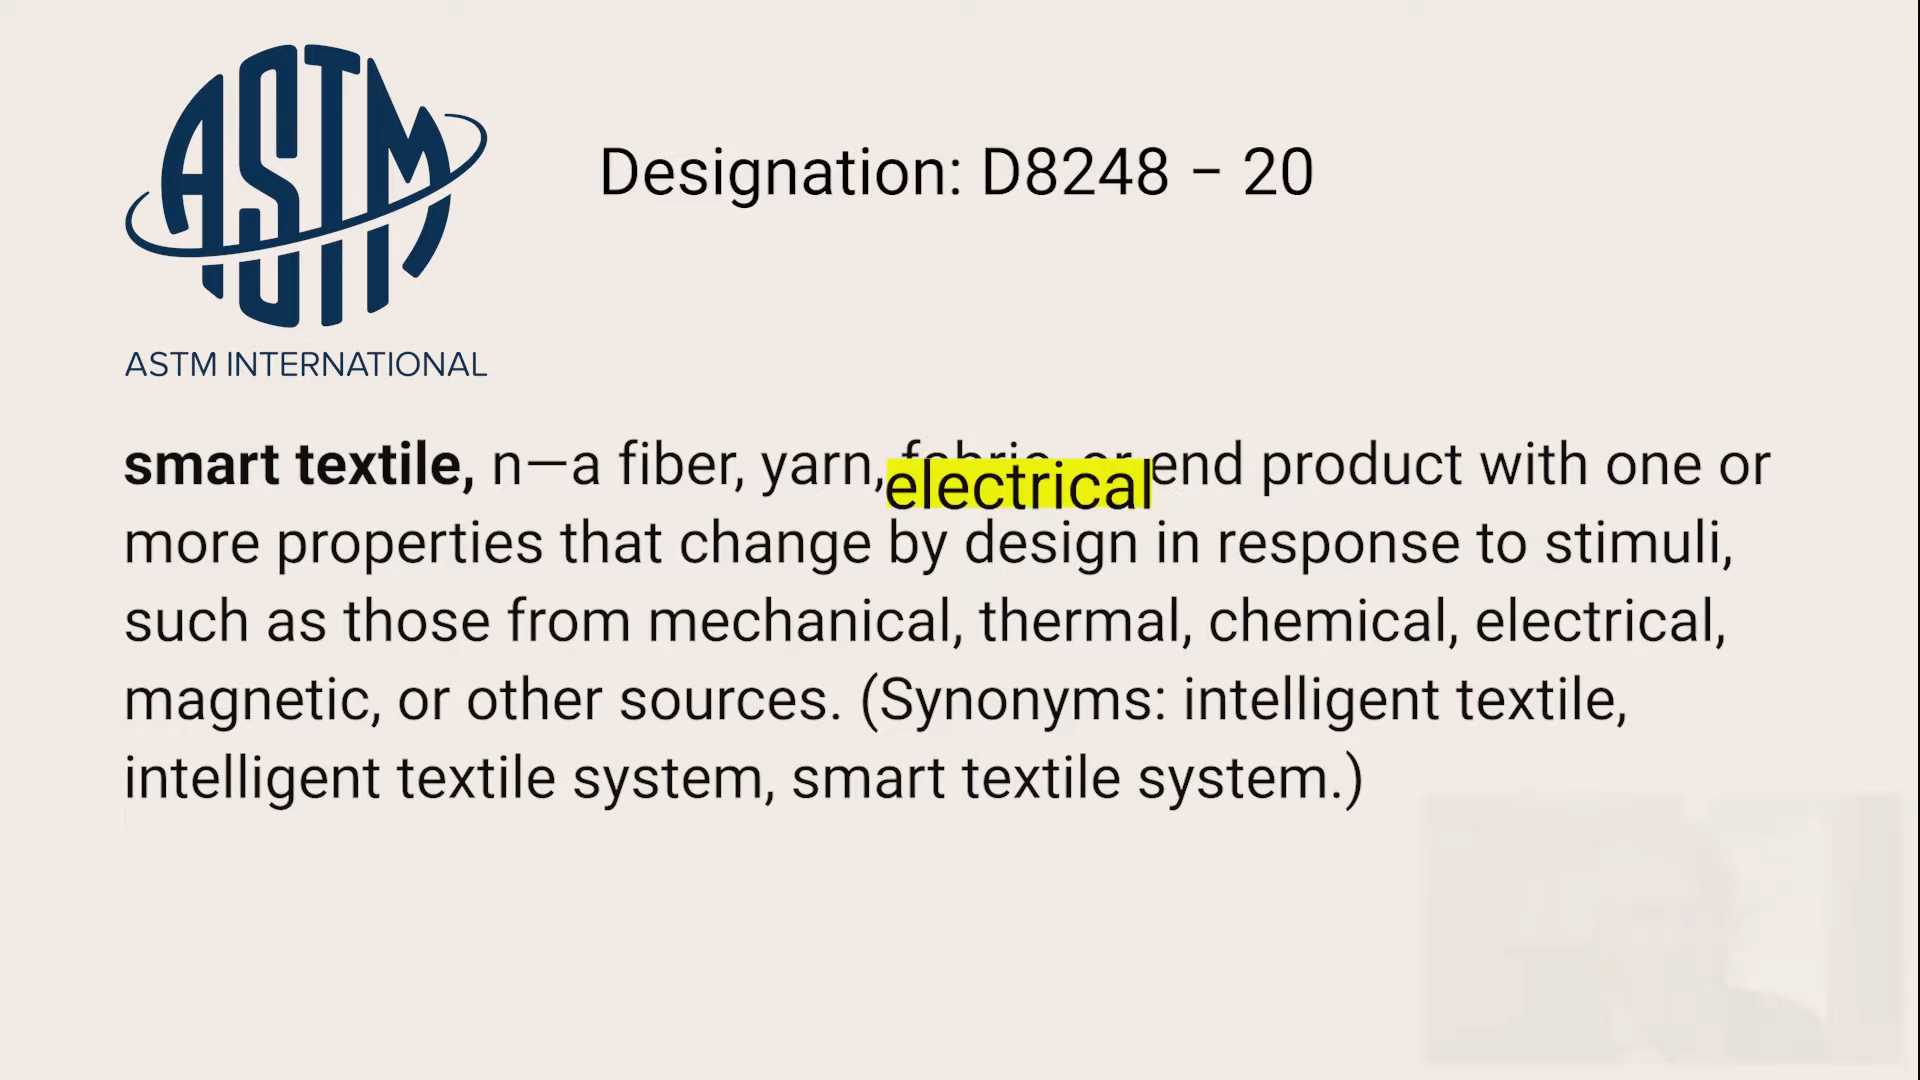 ASTM
ASTM INTERNATIONAL
Designation: D8248 − 20
smart textile, n—a fiber, yarn, fabric, or end product with one or
electrical
more properties that change by design in response to stimuli,
such as those from mechanical, thermal, chemical, electrical,
magnetic, or other sources. (Synonyms: intelligent textile,
intelligent textile system, smart textile system.)